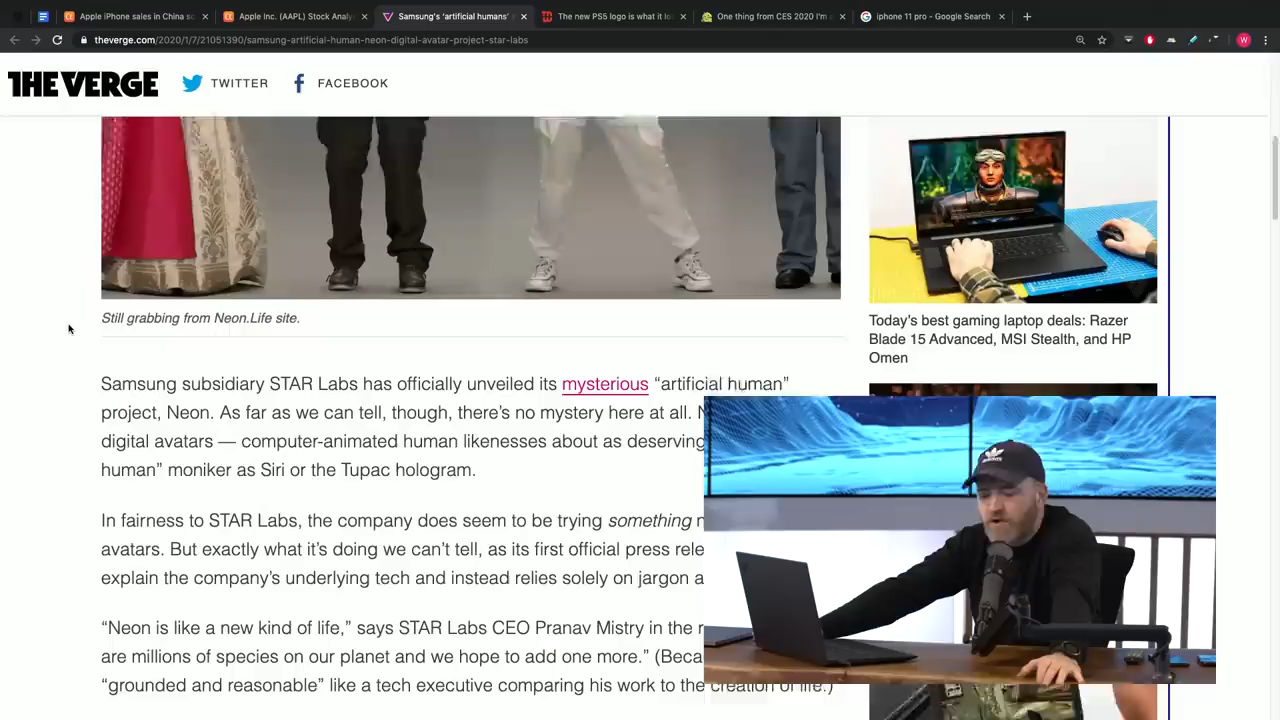 Apple iPhone sales in China s
Apple Inc. (AAPL) Stock Analy
Samsung's 'artificial humans'
The new PS5 logo is what it lo
One thing from CES 2020 I'm
iphone 11 pro - Google Search
theverge.com/2020/1/7/21051390/samsung-artificial-human-neon-digital-avatar-project-star-labs
W
THE VERGE
TWITTER
FACEBOOK
Still grabbing from Neon.Life site.
Samsung subsidiary STAR Labs has officially unveiled its mysterious “artificial human”
project, Neon. As far as we can tell, though, there’s no mystery here at all. N
digital avatars — computer-animated human likenesses about as deserving
human” moniker as Siri or the Tupac hologram.
In fairness to STAR Labs, the company does seem to be trying something n
avatars. But exactly what it’s doing we can’t tell, as its first official press rele
explain the company’s underlying tech and instead relies solely on jargon a
“Neon is like a new kind of life,” says STAR Labs CEO Pranav Mistry in the r
are millions of species on our planet and we hope to add one more.” (Beca
“grounded and reasonable” like a tech executive comparing his work to the creation of life.)
Today’s best gaming laptop deals: Razer
Blade 15 Advanced, MSI Stealth, and HP
Omen
adidas